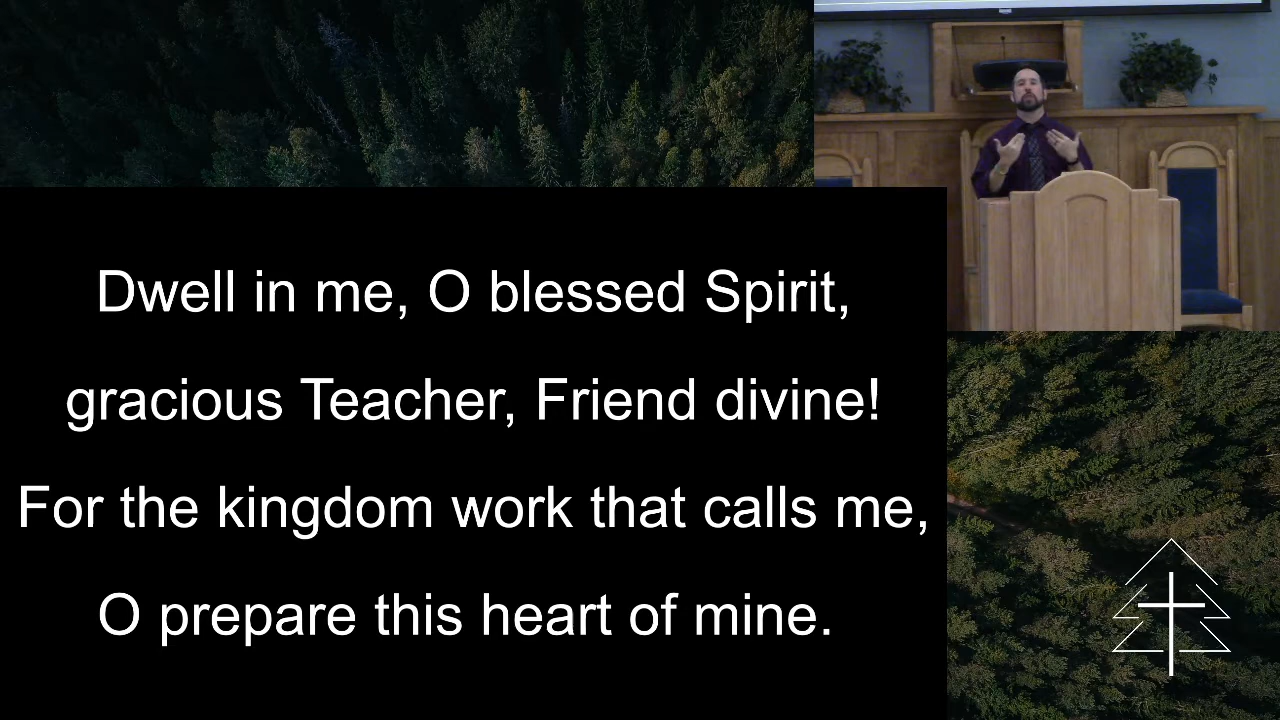 Dwell in me, O blessed Spirit,
gracious Teacher, Friend divine!
For the kingdom work that calls me,
O prepare this heart of mine.